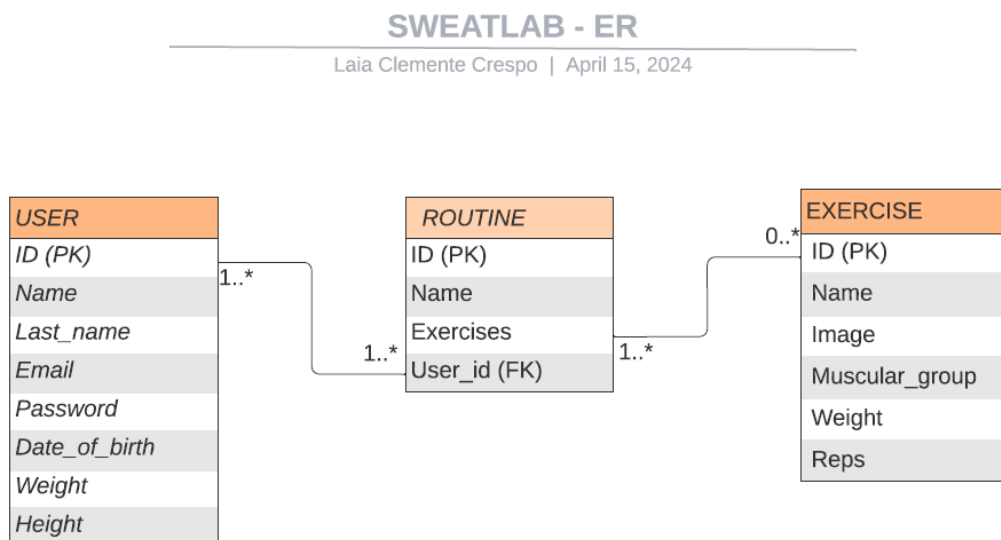 SWEATLAB - ER
Laia Clemente Crespo | April 15, 2024
USER
ID (PK)
Name
Last_name
Email
Password
Date_of_birth
Weight
Height
1..*
1..*
ROUTINE
ID (PK)
Name
Exercises
User_id (FK)
1..*
0..*
EXERCISE
ID (PK)
Name
Image
Muscular_group
Weight
Reps